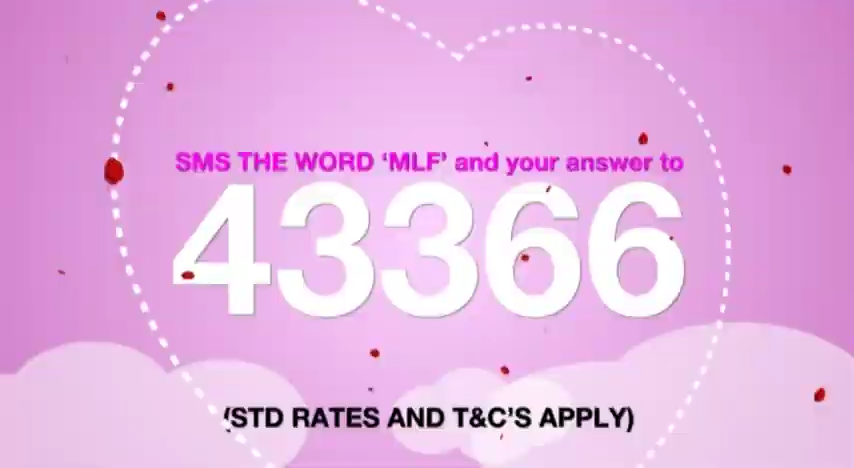 SMS THE WORD ‘MLF’ and your answer to
43366
(STD RATES AND T&C’S APPLY)